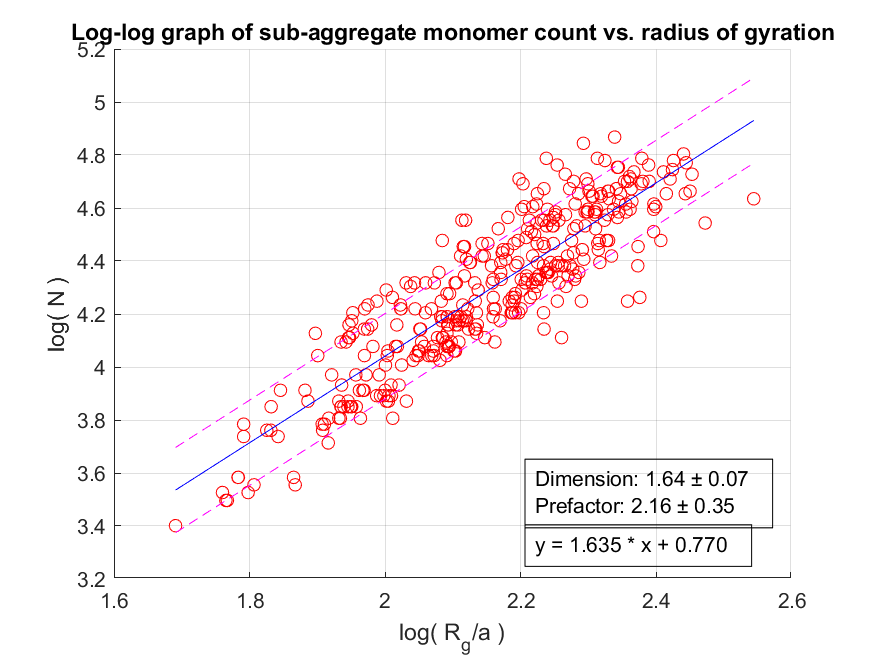 Log-log graph of sub-aggregate monomer count vs. radius of gyration
5.2
5
4.8
4.6
4.4
4.2
4
3.8
3.6
3.4
3.2
log( N )
Dimension: 1.64 ± 0.07
Prefactor: 2.16 ± 0.35
y = 1.635 * x + 0.770
1.6 1.8 2 2.2 2.4 2.6
log( R_g/a )